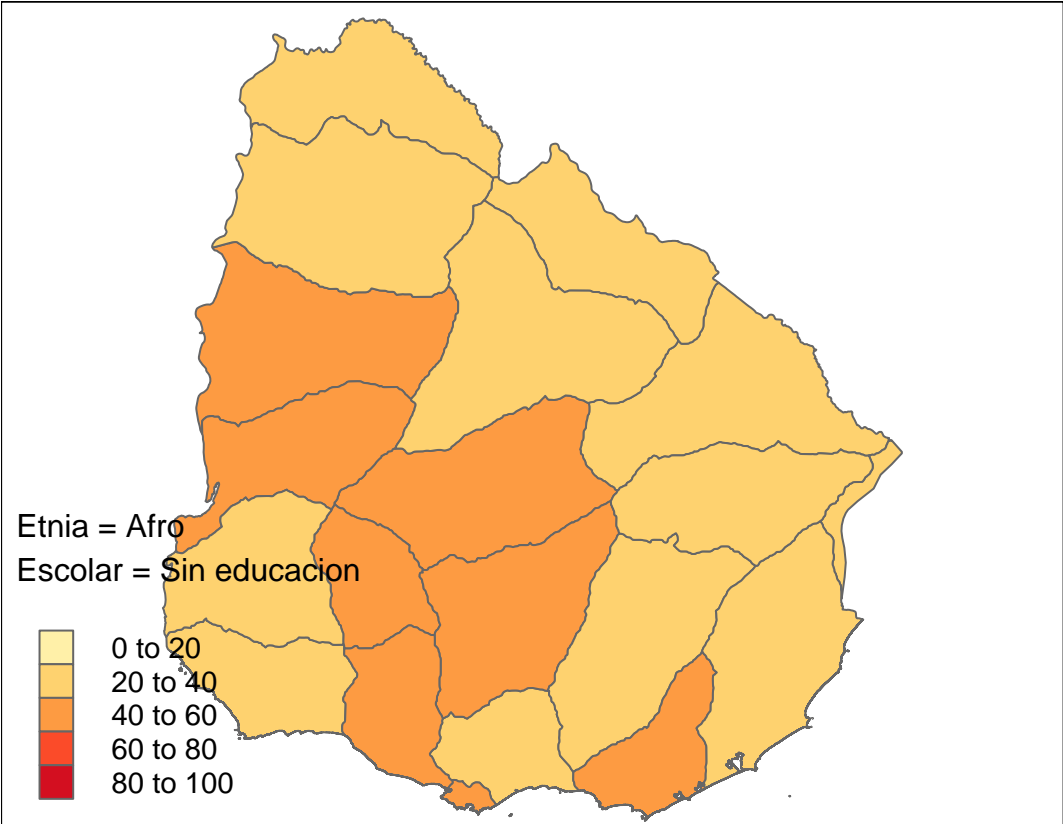 Etnia = Afro
Escolar = Sin educacion
0 to 20
20 to 40
40 to 60
60 to 80
80 to 100